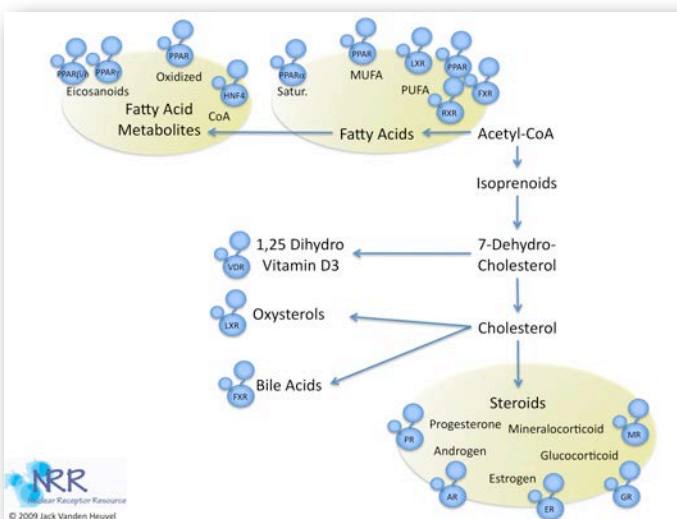 PPARβ/δ
PPARγ
PPAR
Eicosanoids
Oxidized
HNF4
Fatty Acid
Metabolites
CoA
PPARα
PPAR
LXR
PPAR
FXR
RXR
Satur.
MUFA
PUFA
Fatty Acids
Acetyl-CoA
Isoprenoids
7-Dehydro-
Cholesterol
VDR
1,25 Dihydro
Vitamin D3
LXR
Oxysterols
Cholesterol
FXR
Bile Acids
Steroids
PR
Progesterone
Mineralocorticoid
MR
Androgen
Glucocorticoid
AR
Estrogen
ER
GR
NRR
Nuclear Receptor Resource
© 2009 Jack Vanden Heuvel